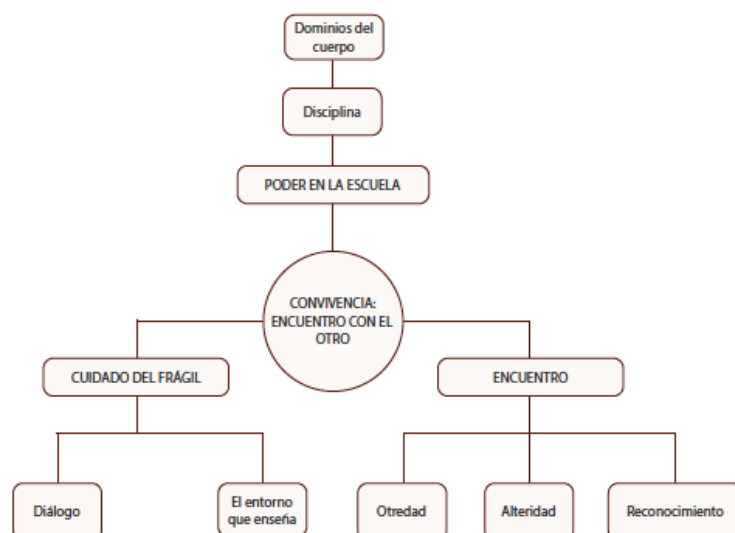 Dominios del
cuerpo
Disciplina
PODER EN LA ESCUELA
CONVIVENCIA:
ENCUENTRO CON EL
OTRO
CUIDADO DEL FRÁGIL
ENCUENTRO
Diálogo
El entorno
que enseña
Otredad
Alteridad
Reconocimiento